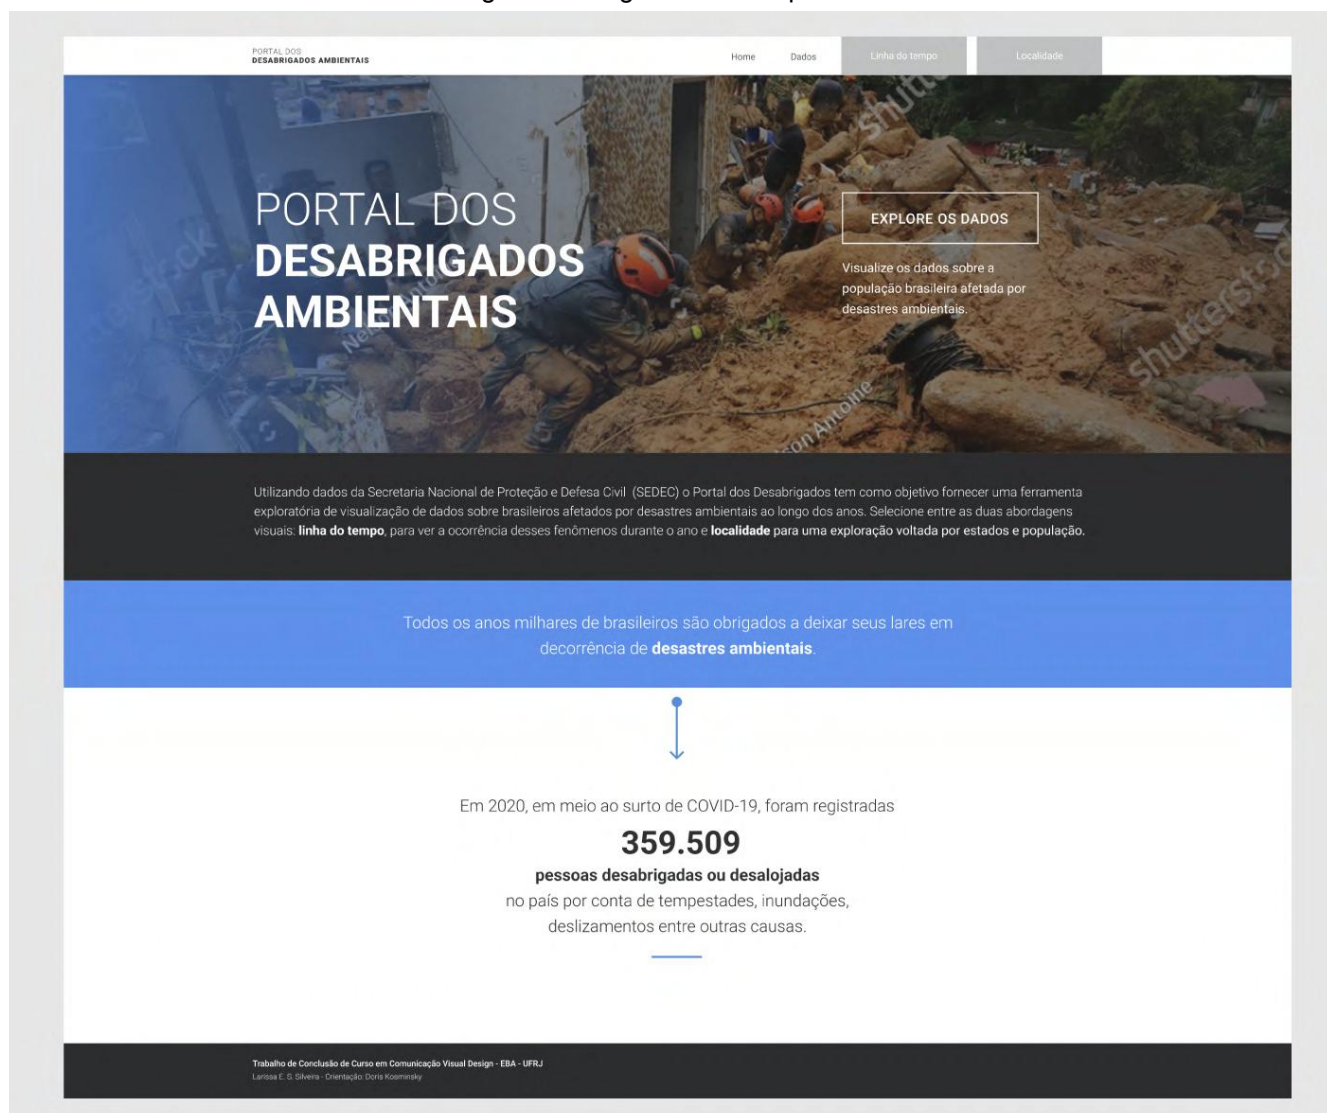 PORTAL DOS
DESABRIGADOS AMBIENTAIS
Home
Dados
Linha do tempo
Localidade
PORTAL DOS
DESABRIGADOS
AMBIENTAIS
EXPLORE OS DADOS
Visualize os dados sobre a
população brasileira afetada por
desastres ambientais.
shutterstock
Antoine
Utilizando dados da Secretaria Nacional de Proteção e Defesa Civil (SEDEC) o Portal dos Desabrigados tem como objetivo fornecer uma ferramenta
exploratória de visualização de dados sobre brasileiros afetados por desastres ambientais ao longo dos anos. Selecione entre as duas abordagens
visuais: linha do tempo, para ver a ocorrência desses fenômenos durante o ano e localidade para uma exploração voltada por estados e população.
Todos os anos milhares de brasileiros são obrigados a deixar seus lares em
decorrência de desastres ambientais.
Em 2020, em meio ao surto de COVID-19, foram registradas
359.509
pessoas desabrigadas ou desalojadas
no país por conta de tempestades, inundações,
deslizamentos entre outras causas.
Trabalho de Conclusão de Curso em Comunicação Visual Design - EBA - UFRJ
Larissa E. S. Silveira - Orientação: Doris Kosminsky